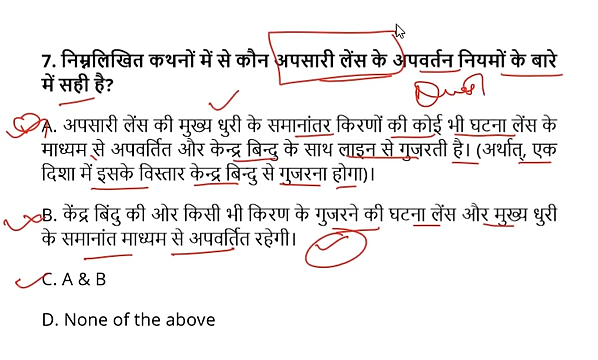 7. निम्नलिखित कथनों में से कौन अपसारी लेंस के अपवर्तन नियमों के बारे
में सही है?
A. अपसारी लेंस की मुख्य धुरी के समानांतर किरणों की कोई भी घटना लेंस के
माध्यम से अपवर्तित और केन्द्र बिन्दु के साथ लाइन से गुजरती है। (अर्थात्, एक
दिशा में इसके विस्तार केन्द्र बिन्दु से गुजरना होगा)।
B. केंद्र बिंदु की ओर किसी भी किरण के गुजरने की घटना लेंस और मुख्य धुरी
के समानांत माध्यम से अपवर्तित रहेगी।
C. A & B
D. None of the above